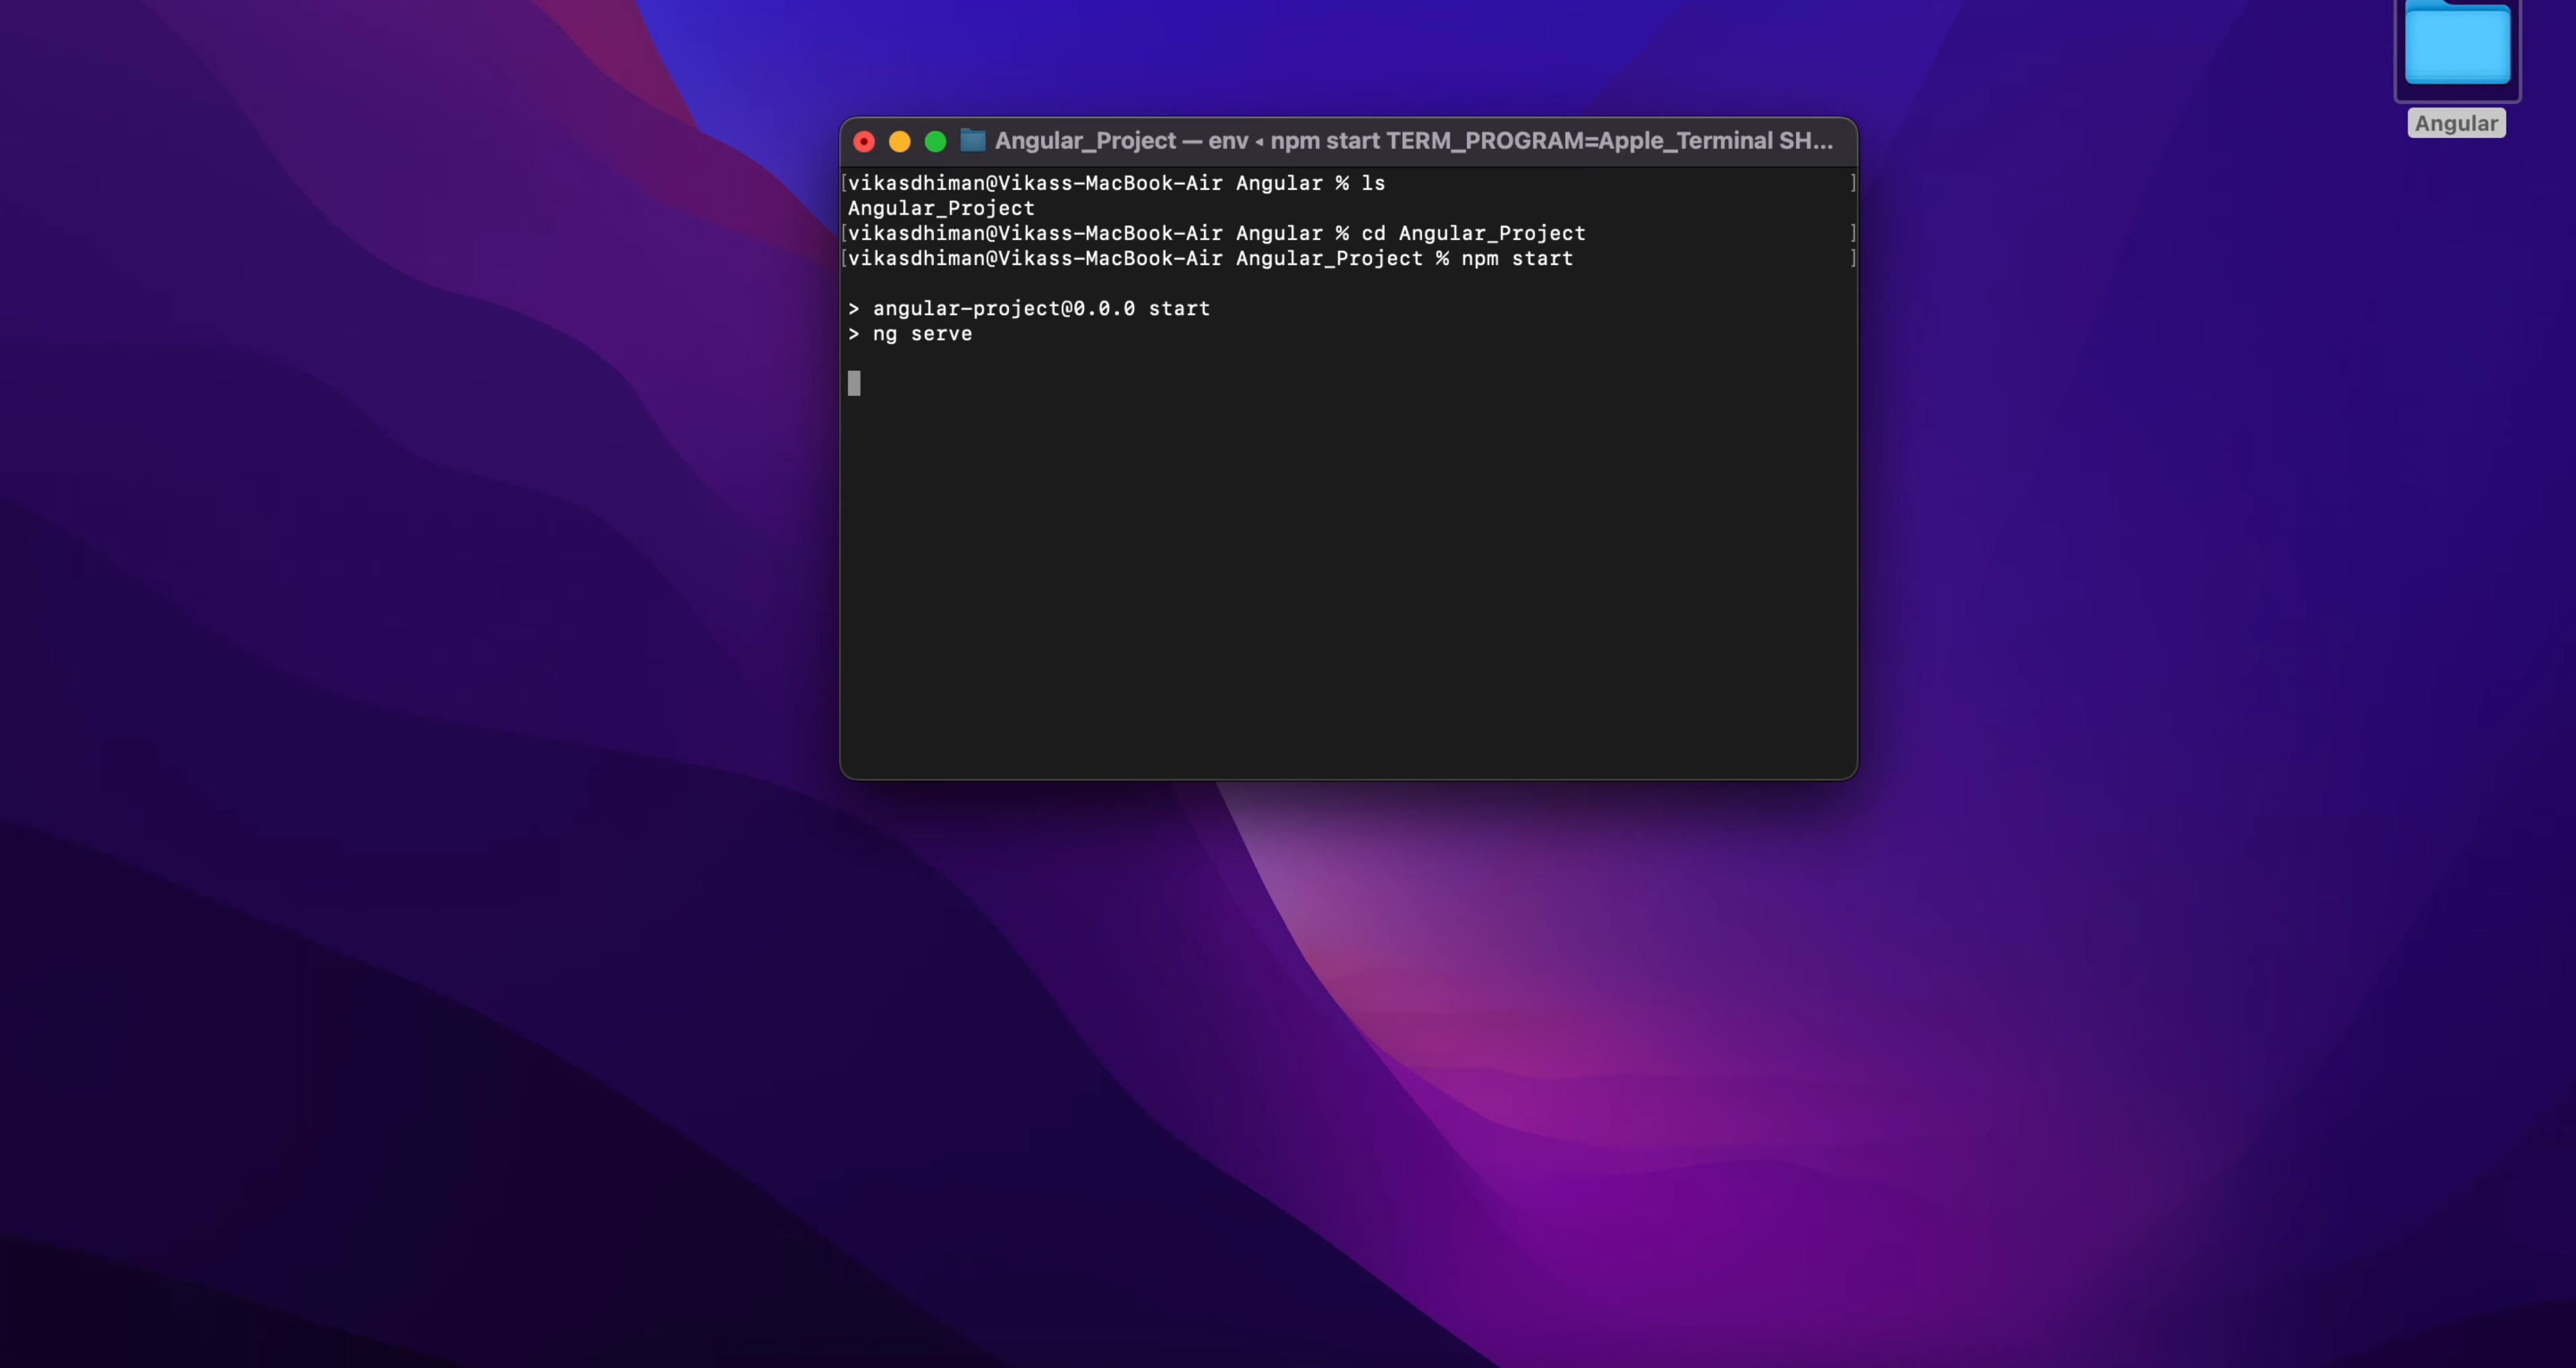 Angular
Angular_Project — env ◂ npm start TERM_PROGRAM=Apple_Terminal SH...
[vikasdhiman@Vikass-MacBook-Air Angular % ls ]
Angular_Project
[vikasdhiman@Vikass-MacBook-Air Angular % cd Angular_Project ]
[vikasdhiman@Vikass-MacBook-Air Angular_Project % npm start ]
> angular-project@0.0.0 start
> ng serve